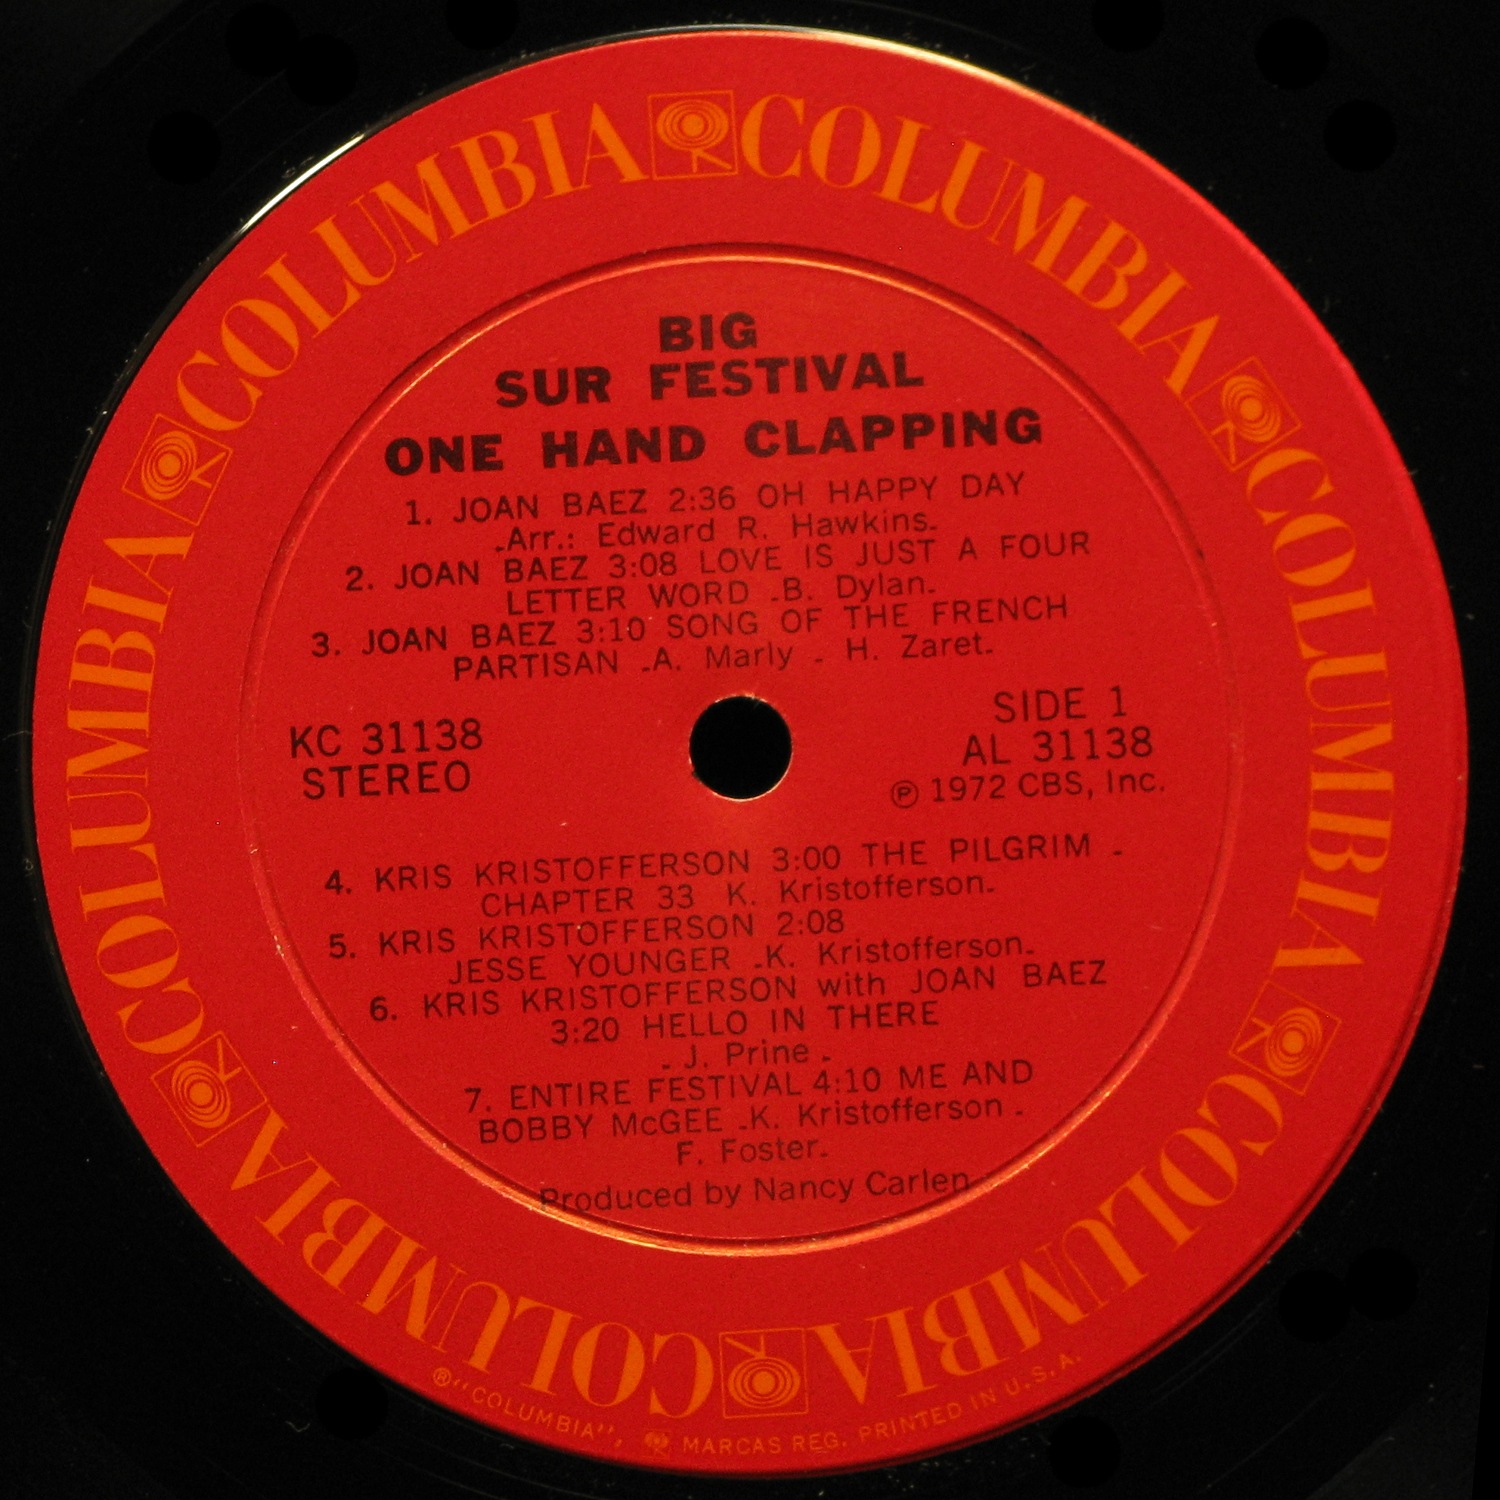 COLUMBIA COLUMBIA COLUMBIA COLUMBIA COLUMBIA COLUMBIA
BIG
SUR FESTIVAL
ONE HAND CLAPPING
1. JOAN BAEZ 2:36 OH HAPPY DAY
-Arr.: Edward R. Hawkins-
2. JOAN BAEZ 3:08 LOVE IS JUST A FOUR
LETTER WORD -B. Dylan-
3. JOAN BAEZ 3:10 SONG OF THE FRENCH
PARTISAN -A. Marly - H. Zaret-
KC 31138
STEREO
SIDE 1
AL 31138
℗ 1972 CBS, Inc.
4. KRIS KRISTOFFERSON 3:00 THE PILGRIM -
CHAPTER 33 K. Kristofferson-
5. KRIS KRISTOFFERSON 2:08
JESSE YOUNGER -K. Kristofferson-
6. KRIS KRISTOFFERSON with JOAN BAEZ
3:20 HELLO IN THERE
- J. Prine -
7. ENTIRE FESTIVAL 4:10 ME AND
BOBBY McGEE -K. Kristofferson -
F. Foster-
Produced by Nancy Carlen
® "COLUMBIA", MARCAS REG. PRINTED IN U.S.A.